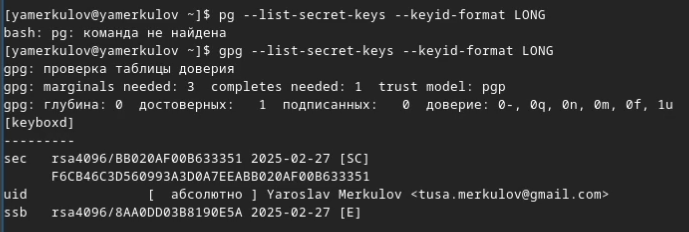 [yamerkulov@yamerkulov ~]$ pg --list-secret-keys --keyid-format LONG
bash: pg: команда не найдена
[yamerkulov@yamerkulov ~]$ gpg --list-secret-keys --keyid-format LONG
gpg: проверка таблицы доверия
gpg: marginals needed: 3  completes needed: 1  trust model: pgp
gpg: глубина: 0  достоверных:   1  подписанных:   0  доверие: 0-, 0q, 0n, 0m, 0f, 1u
[keyboxd]
---------
sec   rsa4096/BB020AF00B633351 2025-02-27 [SC]
      F6CB46C3D560993A3D0A7EEABB020AF00B633351
uid               [  абсолютно ] Yaroslav Merkulov <tusa.merkulov@gmail.com>
ssb   rsa4096/8AA0DD03B8190E5A 2025-02-27 [E]